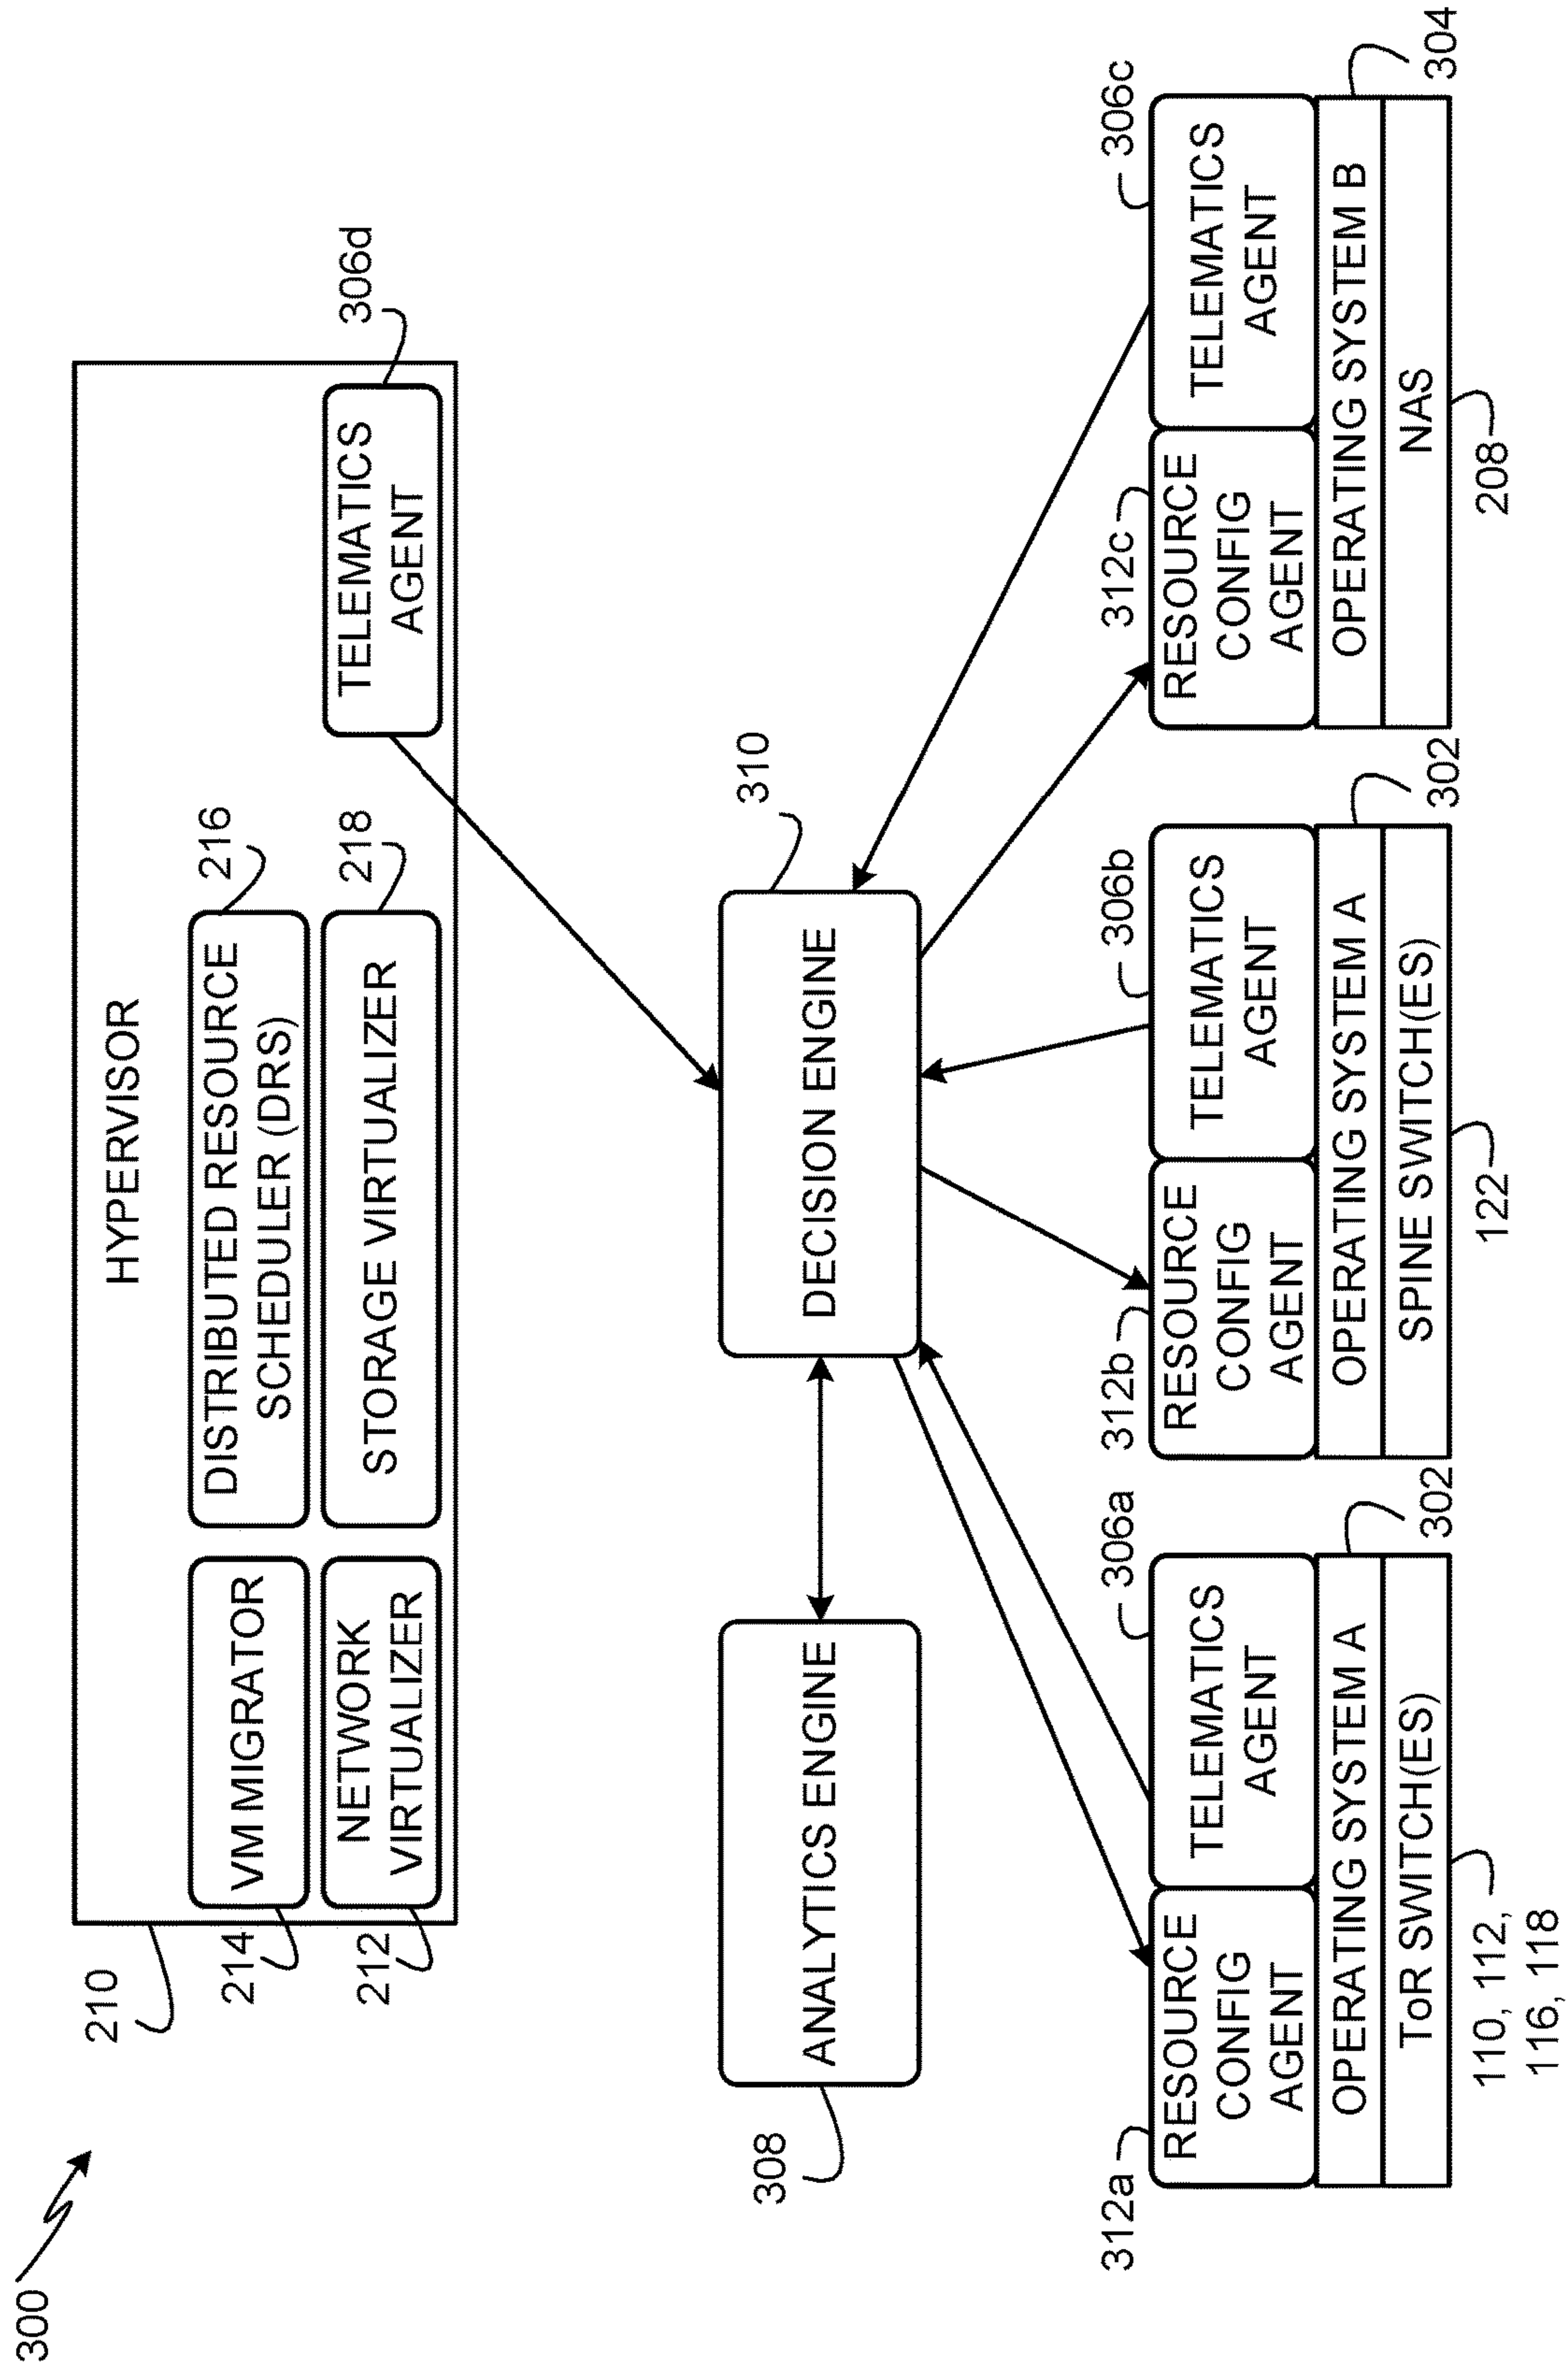 300
210
HYPERVISOR
214
VM MIGRATOR
DISTRIBUTED RESOURCE
SCHEDULER (DRS)
216
212
NETWORK
VIRTUALIZER
STORAGE VIRTUALIZER
218
TELEMATICS
AGENT
306d
308
ANALYTICS ENGINE
DECISION ENGINE
310
312a
RESOURCE
CONFIG
AGENT
306a
TELEMATICS
AGENT
OPERATING SYSTEM A
302
ToR SWITCH(ES)
110, 112,
116, 118
312b
RESOURCE
CONFIG
AGENT
306b
TELEMATICS
AGENT
OPERATING SYSTEM A
302
SPINE SWITCH(ES)
122
312c
RESOURCE
CONFIG
AGENT
306c
TELEMATICS
AGENT
OPERATING SYSTEM B
304
NAS
208